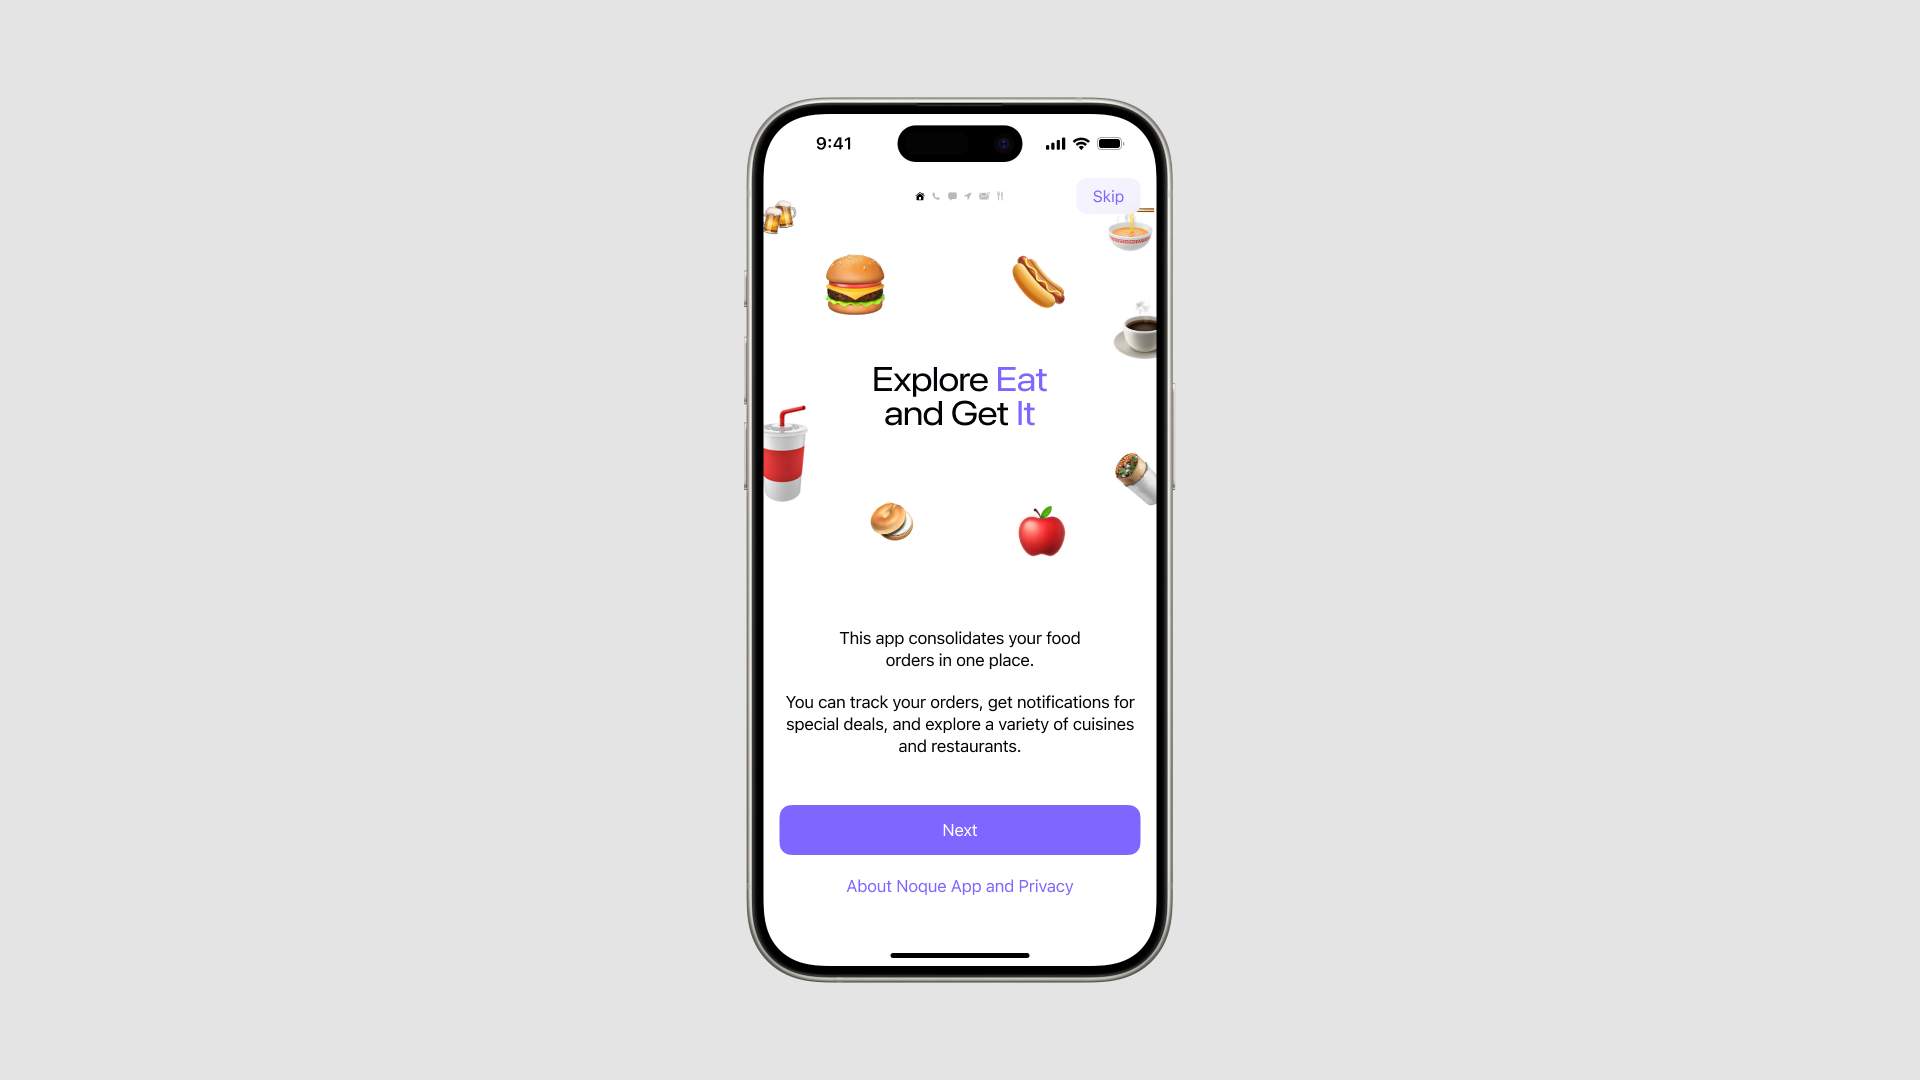 9:41
Skip
Explore Eat
and Get It
This app consolidates your food
orders in one place.
You can track your orders, get notifications for
special deals, and explore a variety of cuisines
and restaurants.
Next
About Noque App and Privacy